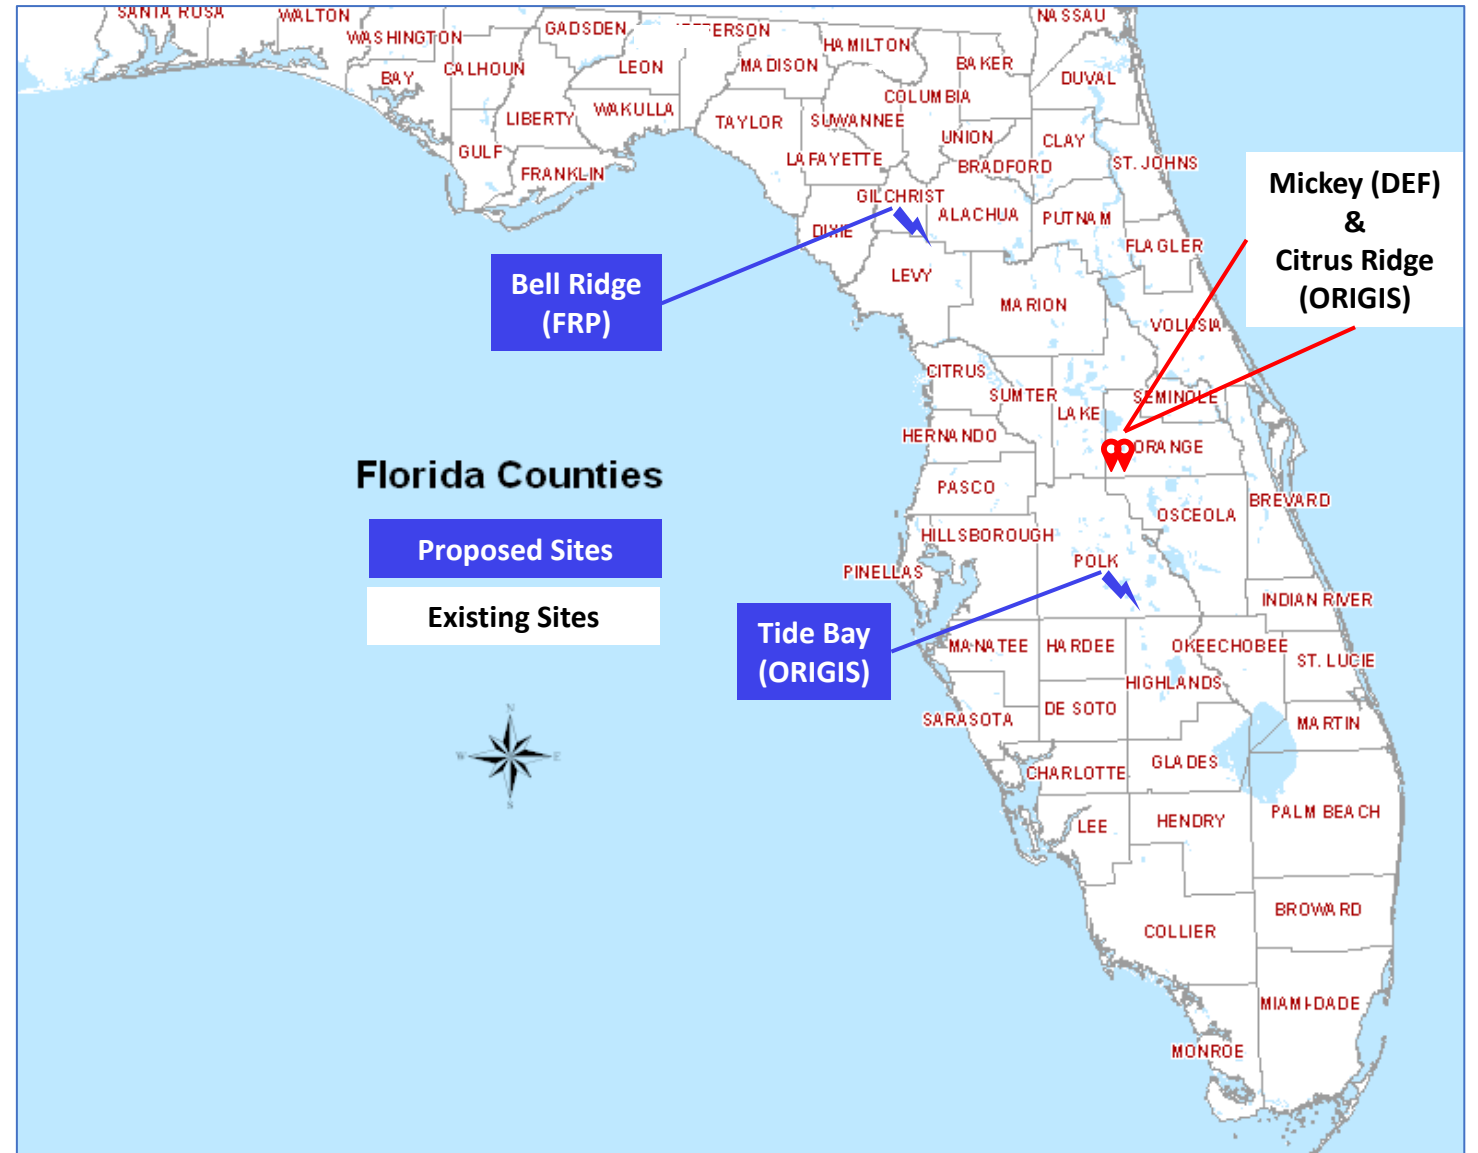 SANTA ROSA
WALTON
NASSAU
WASHINGTON
GADSDEN
HAMILTON
BAY
CALHOUN
LEON
MADISON
BAKER
DUVAL
COLUMBIA
LIBERTY
WAKULLA
TAYLOR
SUWANNEE
UNION
CLAY
GULF
LAFAYETTE
BRADFORD
ST. JOHNS
FRANKLIN
GILCHRIST
ALACHUA
PUTNAM
DIXIE
FLAGLER
LEVY
MARION
VOLUSIA
Mickey (DEF)
&
Citrus Ridge
(ORIGIS)
Bell Ridge
(FRP)
CITRUS
SUMTER
LAKE
SEMINOLE
HERNANDO
ORANGE
Florida Counties
PASCO
BREVARD
OSCEOLA
Proposed Sites
HILLSBOROUGH
PINELLAS
POLK
Existing Sites
INDIAN RIVER
Tide Bay
(ORIGIS)
MANATEE
HARDEE
OKEECHOBEE
ST. LUCIE
HIGHLANDS
SARASOTA
DE SOTO
MARTIN
N
W
E
S
CHARLOTTE
GLADES
LEE
HENDRY
PALM BEACH
BROWARD
COLLIER
MIAMI-DADE
MONROE